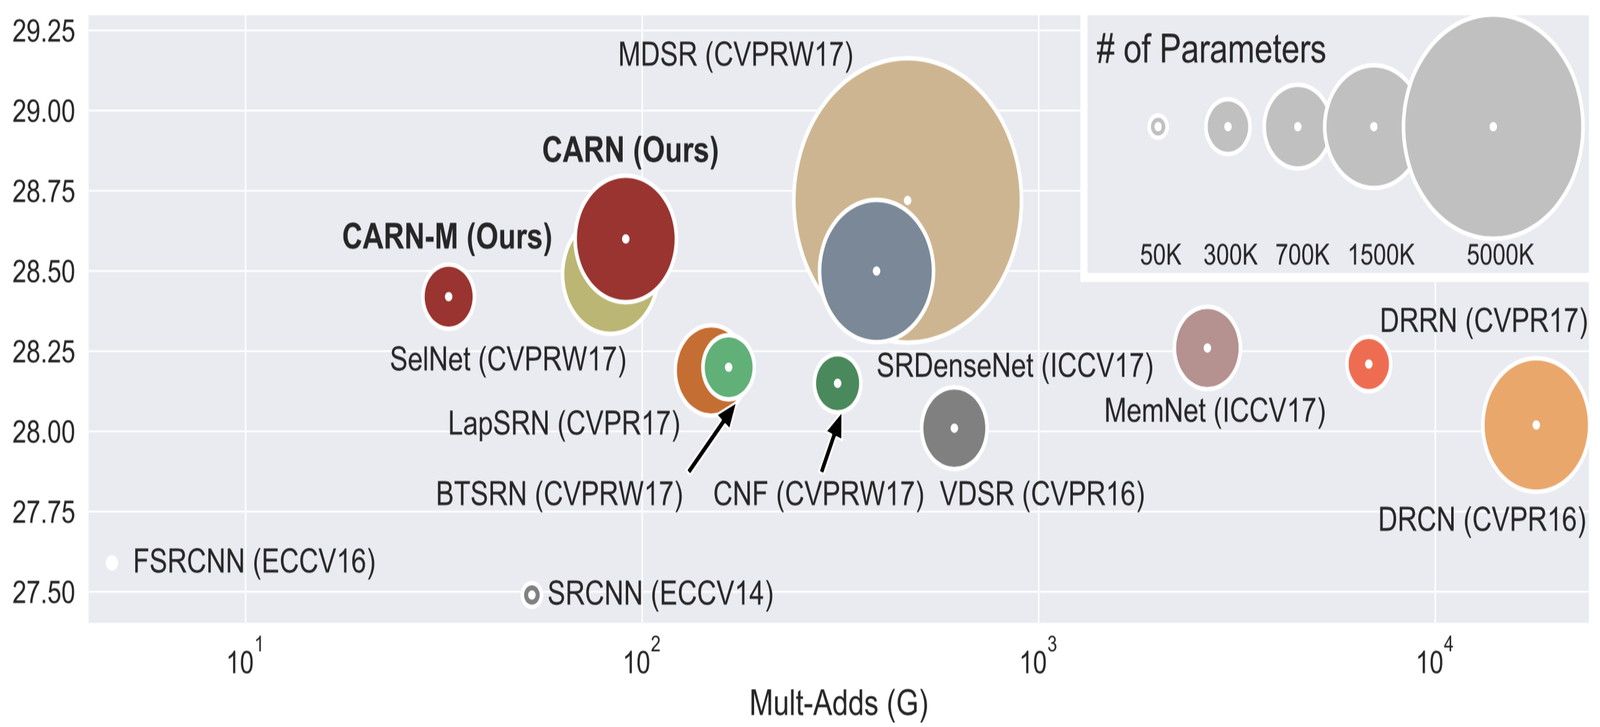 29.25
29.00
28.75
28.50
28.25
28.00
27.75
27.50
MDSR (CVPRW17)
CARN (Ours)
CARN-M (Ours)
SelNet (CVPRW17)
LapSRN (CVPR17)
BTSRN (CVPRW17)
CNF (CVPRW17)
VDSR (CVPR16)
SRDenseNet (ICCV17)
MemNet (ICCV17)
DRRN (CVPR17)
DRCN (CVPR16)
FSRCNN (ECCV16)
SRCNN (ECCV14)
# of Parameters
50K 300K 700K 1500K 5000K
10¹ 10² 10³ 10⁴
Mult-Adds (G)